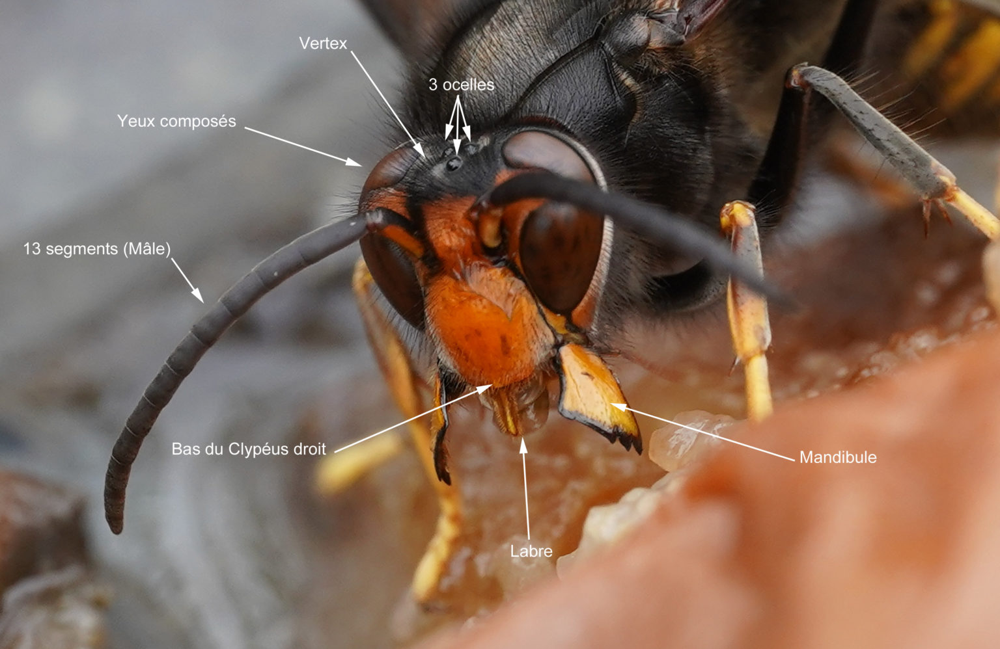 Vertex
3 ocelles
Yeux composés
13 segments (Mâle)
Bas du Clypéus droit
Mandibule
Labre